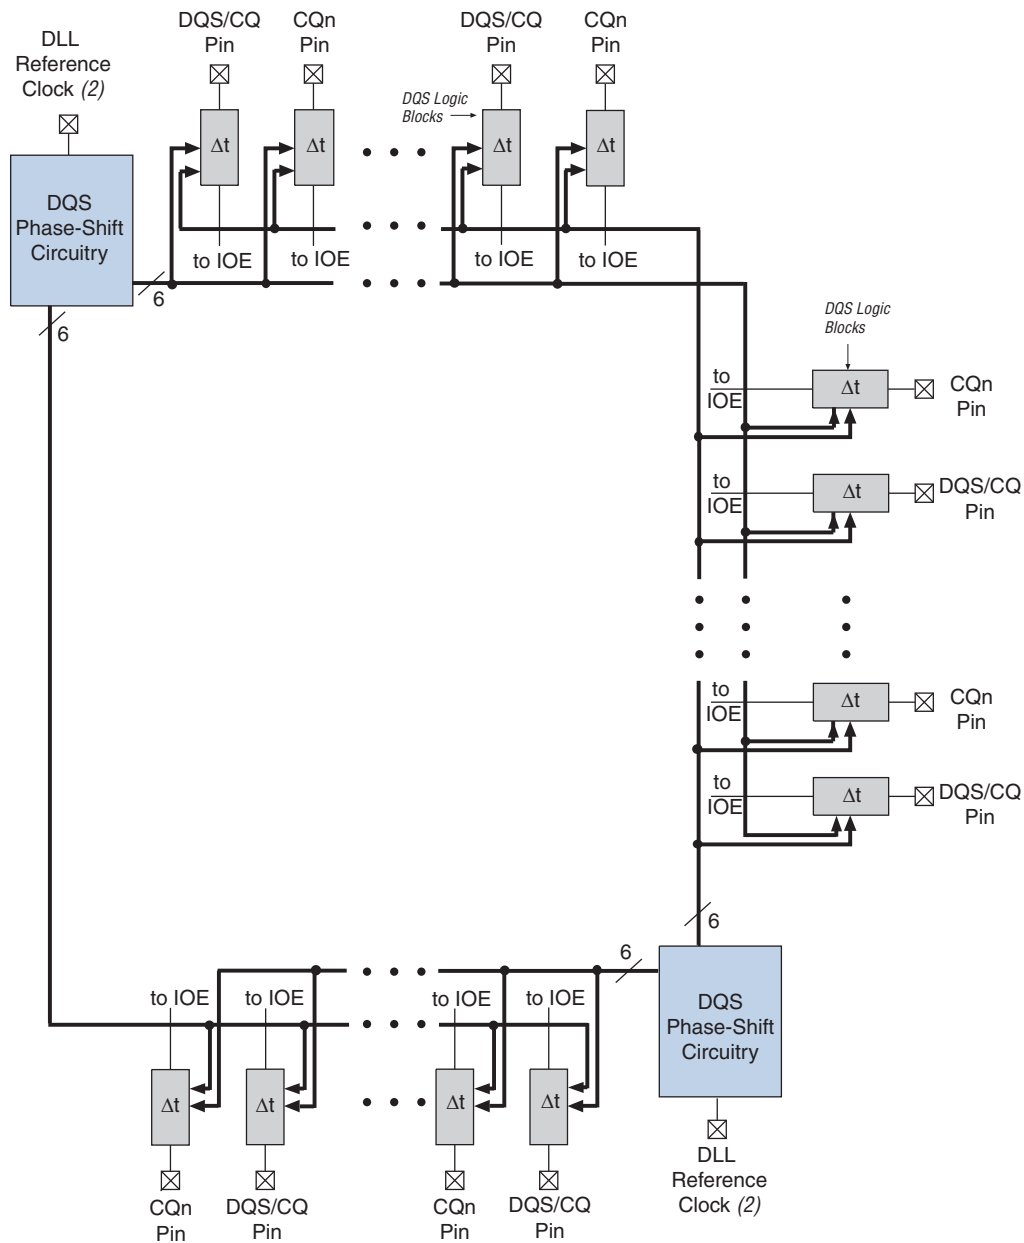 DQS/CQ
Pin
CQn
Pin
DQS/CQ
Pin
CQn
Pin
DLL
Reference
Clock (2)
DQS Logic
Blocks
Δt
Δt
Δt
Δt
DQS
Phase-Shift
Circuitry
to IOE
to IOE
to IOE
to IOE
6
6
DQS Logic
Blocks
to
IOE
Δt
CQn
Pin
to
IOE
Δt
DQS/CQ
Pin
to
IOE
Δt
CQn
Pin
to
IOE
Δt
DQS/CQ
Pin
6
6
DQS
Phase-Shift
Circuitry
to IOE
to IOE
to IOE
to IOE
Δt
Δt
Δt
Δt
DLL
Reference
Clock (2)
CQn
Pin
DQS/CQ
Pin
CQn
Pin
DQS/CQ
Pin